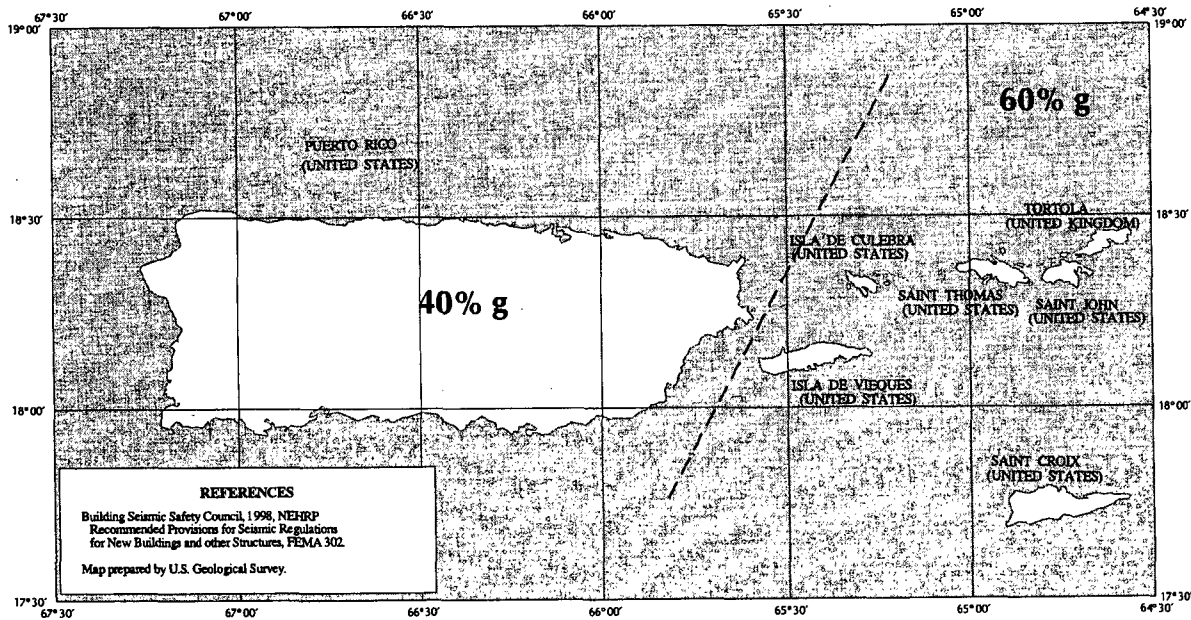 67°30' 67°00' 66°30' 66°00' 65°30' 65°00' 64°30'
19°00' 19°00'
60% g
PUERTO RICO
(UNITED STATES)
18°30' 18°30'
TORTOLA
(UNITED KINGDOM)
ISLA DE CULEBRA
(UNITED STATES)
40% g
SAINT THOMAS
(UNITED STATES)
SAINT JOHN
(UNITED STATES)
ISLA DE VIEQUES
(UNITED STATES)
18°00' 18°00'
SAINT CROIX
(UNITED STATES)
REFERENCES
Building Seismic Safety Council, 1998, NEHRP
Recommended Provisions for Seismic Regulations
for New Buildings and other Structures, FEMA 302.
Map prepared by U.S. Geological Survey.
17°30' 17°30'
67°30' 67°00' 66°30' 66°00' 65°30' 65°00' 64°30'